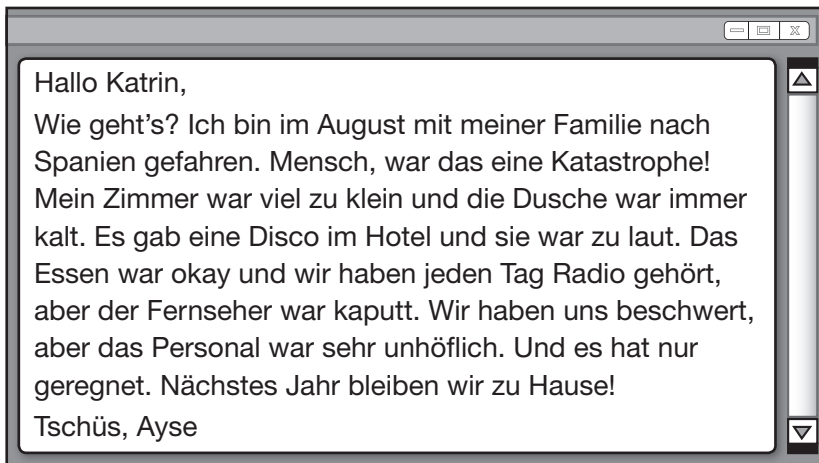 Hallo Katrin,
Wie geht's? Ich bin im August mit meiner Familie nach
Spanien gefahren. Mensch, war das eine Katastrophe!
Mein Zimmer war viel zu klein und die Dusche war immer
kalt. Es gab eine Disco im Hotel und sie war zu laut. Das
Essen war okay und wir haben jeden Tag Radio gehört,
aber der Fernseher war kaputt. Wir haben uns beschwert,
aber das Personal war sehr unhöflich. Und es hat nur
geregnet. Nächstes Jahr bleiben wir zu Hause!
Tschüs, Ayse